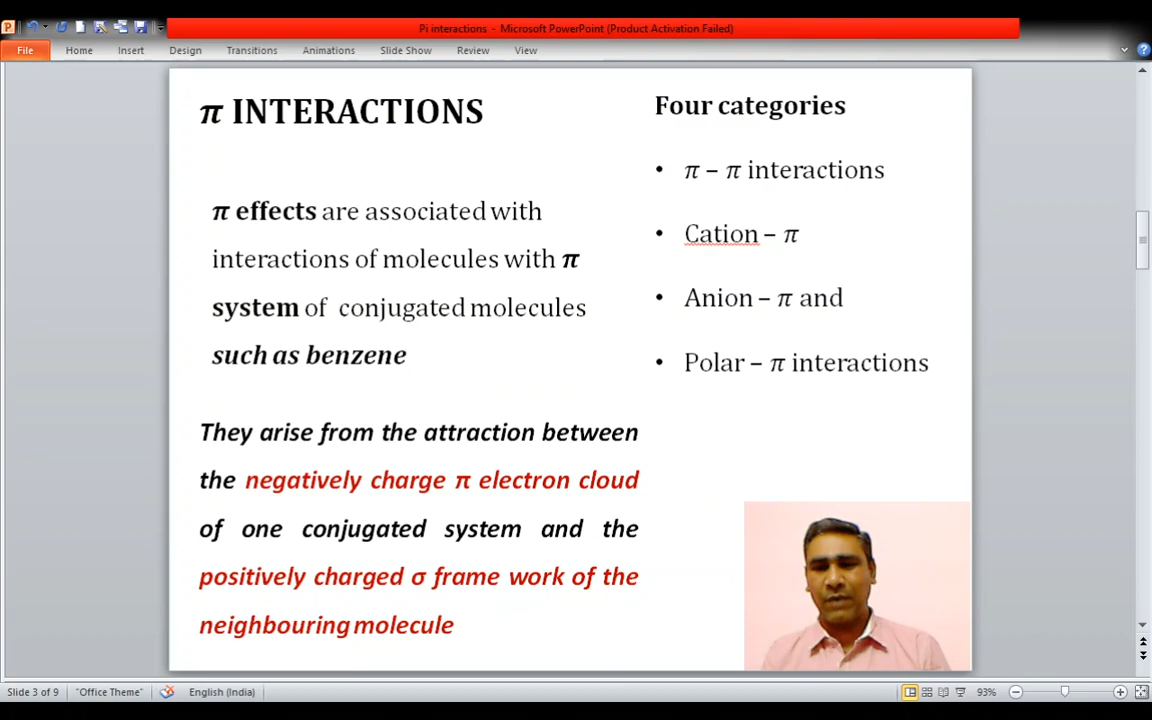 Pi interactions - Microsoft PowerPoint (Product Activation Failed)
File Home Insert Design Transitions Animations Slide Show Review View
π INTERACTIONS
π effects are associated with
interactions of molecules with π
system of conjugated molecules
such as benzene
They arise from the attraction between
the negatively charge π electron cloud
of one conjugated system and the
positively charged σ frame work of the
neighbouring molecule
Four categories
• π – π interactions
• Cation – π
• Anion – π and
• Polar – π interactions
Slide 3 of 9 "Office Theme" English (India) 93%